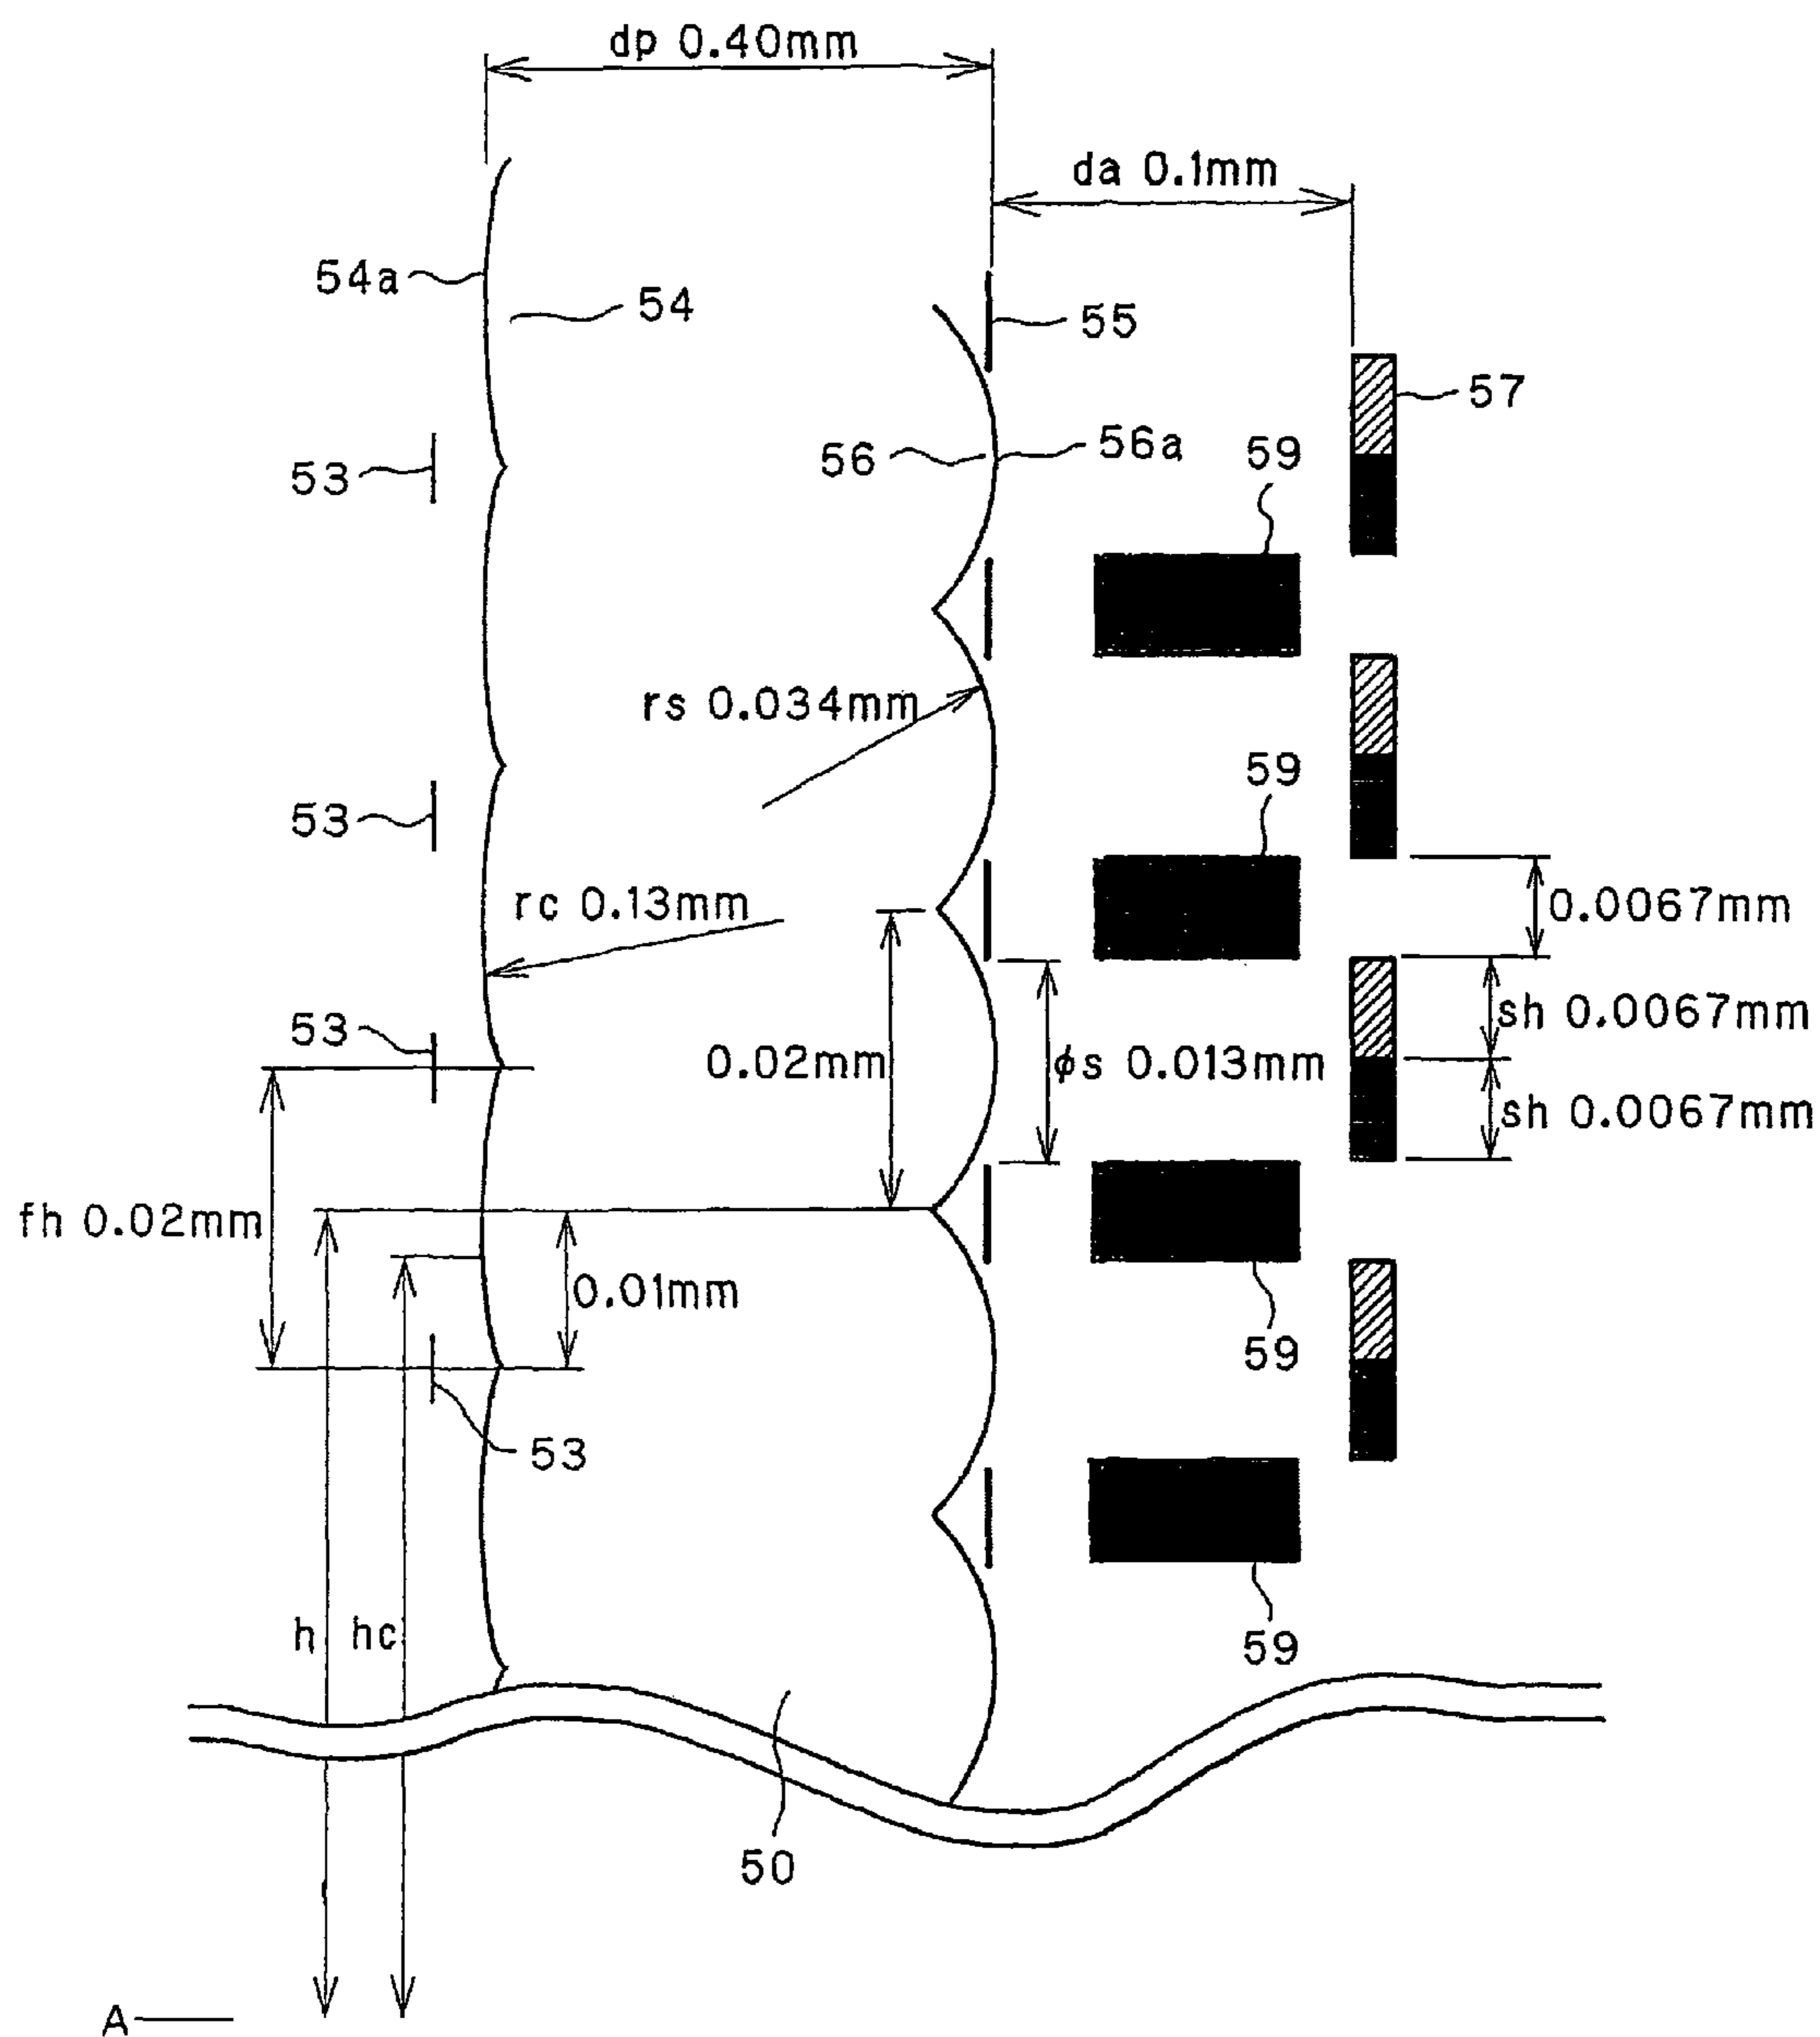 dp 0.40mm
da 0.1mm
54a
54
55
57
53
56
56a
59
rs 0.034mm
59
53
rc 0.13mm
0.0067mm
53
sh 0.0067mm
0.02mm
φs 0.013mm
sh 0.0067mm
fh 0.02mm
0.01mm
59
53
h
hc
59
50
A